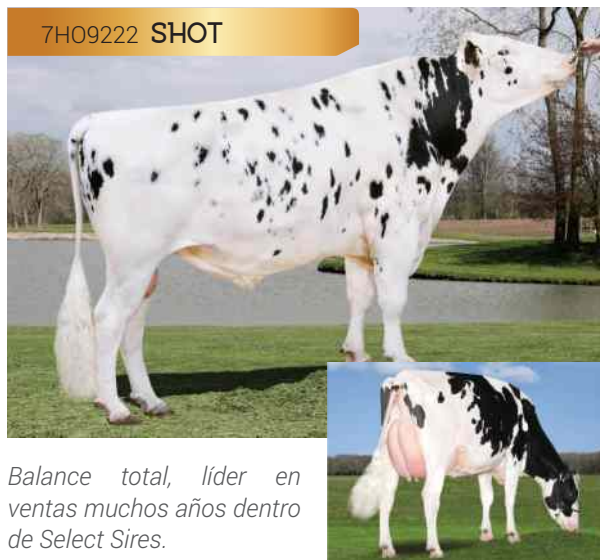 7HO9222 SHOT
Balance total, líder en
ventas muchos años dentro
de Select Sires.